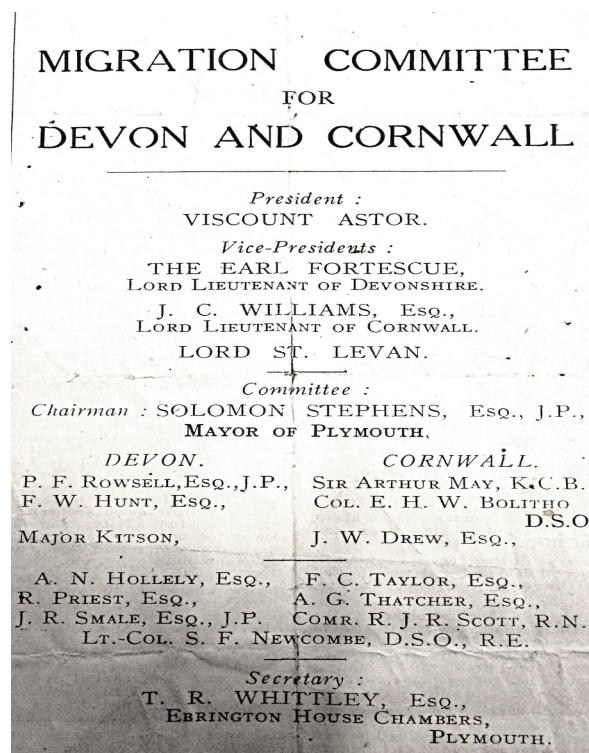 MIGRATION COMMITTEE
FOR
DEVON AND CORNWALL
President :
VISCOUNT ASTOR.
Vice-Presidents :
THE EARL FORTESCUE,
LORD LIEUTENANT OF DEVONSHIRE.
J. C. WILLIAMS, ESQ.,
LORD LIEUTENANT OF CORNWALL.
LORD ST. LEVAN.
Committee :
Chairman : SOLOMON STEPHENS, ESQ., J.P.,
MAYOR OF PLYMOUTH.
DEVON.
P. F. ROWSELL, ESQ., J.P.,
F. W. HUNT, ESQ.,
MAJOR KITSON,
CORNWALL.
SIR ARTHUR MAY, K.C.B.
COL. E. H. W. BOLITHO
D.S.O
J. W. DREW, ESQ.,
A. N. HOLLELY, ESQ., F. C. TAYLOR, ESQ.,
R. PRIEST, ESQ., A. G. THATCHER, ESQ.,
J. R. SMALE, ESQ., J.P. COMR. R. J. R. SCOTT, R.N.
LT.-COL. S. F. NEWCOMBE, D.S.O., R.E.
Secretary :
T. R. WHITTLEY, ESQ.,
EBRINGTON HOUSE CHAMBERS,
PLYMOUTH.